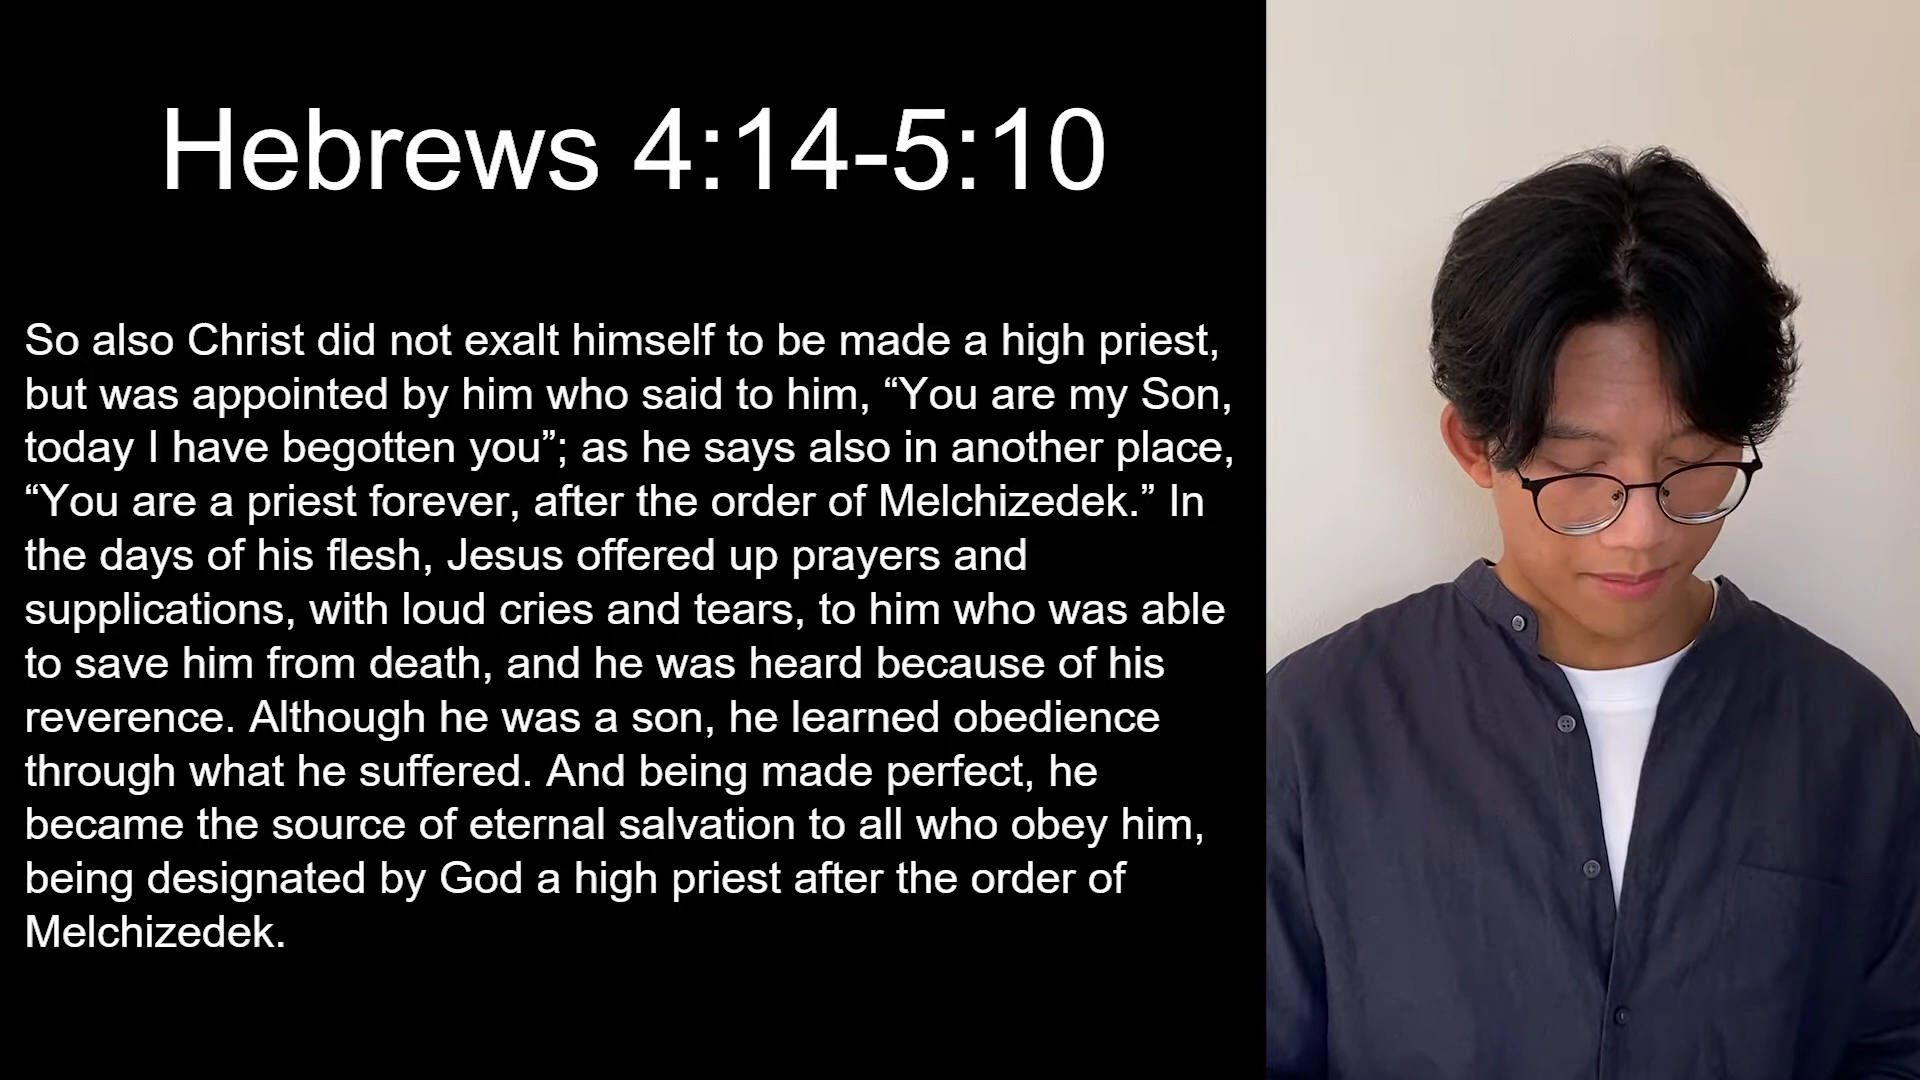 Hebrews 4:14-5:10
So also Christ did not exalt himself to be made a high priest,
but was appointed by him who said to him, “You are my Son,
today I have begotten you”; as he says also in another place,
“You are a priest forever, after the order of Melchizedek.” In
the days of his flesh, Jesus offered up prayers and
supplications, with loud cries and tears, to him who was able
to save him from death, and he was heard because of his
reverence. Although he was a son, he learned obedience
through what he suffered. And being made perfect, he
became the source of eternal salvation to all who obey him,
being designated by God a high priest after the order of
Melchizedek.